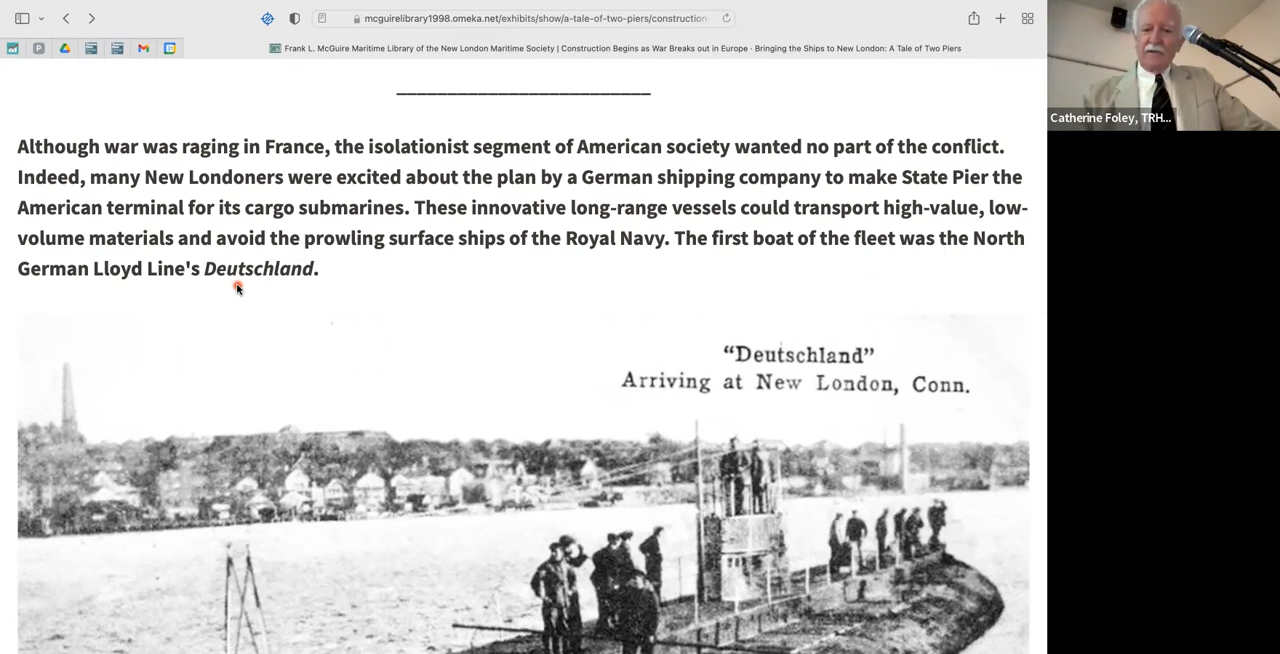 mcguirelibrary1998.omeka.net/exhibits/show/a-tale-of-two-piers/construction-
Frank L. McGuire Maritime Library of the New London Maritime Society | Construction Begins as War Breaks out in Europe · Bringing the Ships to New London: A Tale of Two Piers
Catherine Foley, TRH...
Although war was raging in France, the isolationist segment of American society wanted no part of the conflict.
Indeed, many New Londoners were excited about the plan by a German shipping company to make State Pier the
American terminal for its cargo submarines. These innovative long-range vessels could transport high-value, low-
volume materials and avoid the prowling surface ships of the Royal Navy. The first boat of the fleet was the North
German Lloyd Line's Deutschland.
"Deutschland"
Arriving at New London, Conn.